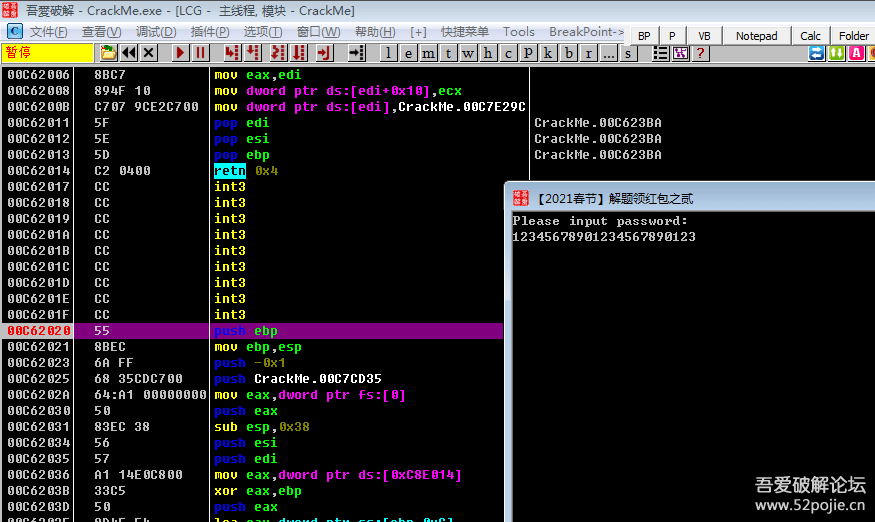 吾爱破解 - CrackMe.exe - [LCG - 主线程, 模块 - CrackMe]
C 文件(F) 查看(V) 调试(D) 插件(P) 选项(T) 窗口(W) 帮助(H) [+] 快捷菜单 Tools BreakPoint-> BP P VB Notepad Calc Folder
暂停 l e m t w h c p k b r ... s ?
00C62006 8BC7 mov eax,edi
00C62008 894F 10 mov dword ptr ds:[edi+0x10],ecx
00C6200B C707 9CE2C700 mov dword ptr ds:[edi],CrackMe.00C7E29C
00C62011 5F pop edi CrackMe.00C623BA
00C62012 5E pop esi CrackMe.00C623BA
00C62013 5D pop ebp CrackMe.00C623BA
00C62014 C2 0400 retn 0x4
00C62017 CC int3
00C62018 CC int3
00C62019 CC int3
00C6201A CC int3
00C6201B CC int3
00C6201C CC int3
00C6201D CC int3
00C6201E CC int3
00C6201F CC int3
00C62020 55 push ebp
00C62021 8BEC mov ebp,esp
00C62023 6A FF push -0x1
00C62025 68 35CDC700 push CrackMe.00C7CD35
00C6202A 64:A1 00000000 mov eax,dword ptr fs:[0]
00C62030 50 push eax
00C62031 83EC 38 sub esp,0x38
00C62034 56 push esi
00C62035 57 push edi
00C62036 A1 14E0C800 mov eax,dword ptr ds:[0xC8E014]
00C6203B 33C5 xor eax,ebp
00C6203D 50 push eax
【2021春节】解题领红包之贰
Please input password:
12345678901234567890123
吾爱破解论坛
www.52pojie.cn